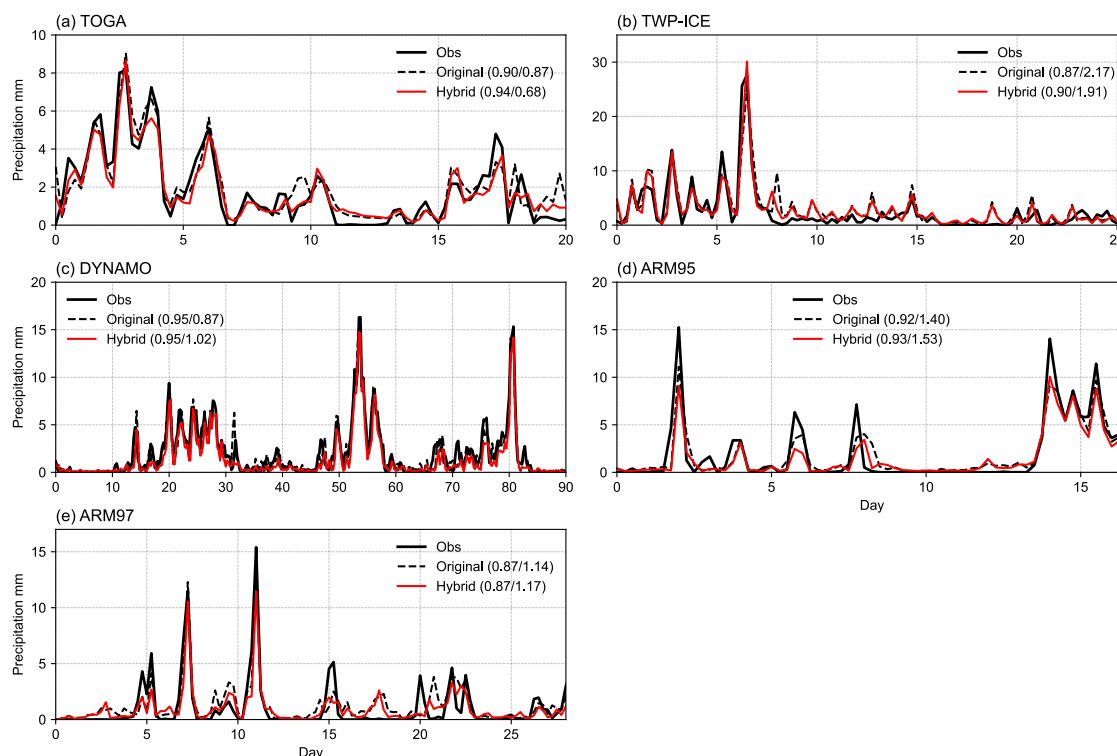 (a) TOGA
10
8
6
4
2
0
Precipitation mm
Obs
Original (0.90/0.87)
Hybrid (0.94/0.68)
0 5 10 15 20
(b) TWP-ICE
30
20
10
0
Precipitation mm
Obs
Original (0.87/2.17)
Hybrid (0.90/1.91)
0 5 10 15 20 25
(c) DYNAMO
20
15
10
5
0
Precipitation mm
Obs
Original (0.95/0.87)
Hybrid (0.95/1.02)
0 10 20 30 40 50 60 70 80 90
(d) ARM95
20
15
10
5
0
Precipitation mm
Obs
Original (0.92/1.40)
Hybrid (0.93/1.53)
0 5 10 15
Day
(e) ARM97
15
10
5
0
Precipitation mm
Obs
Original (0.87/1.14)
Hybrid (0.87/1.17)
0 5 10 15 20 25
Day